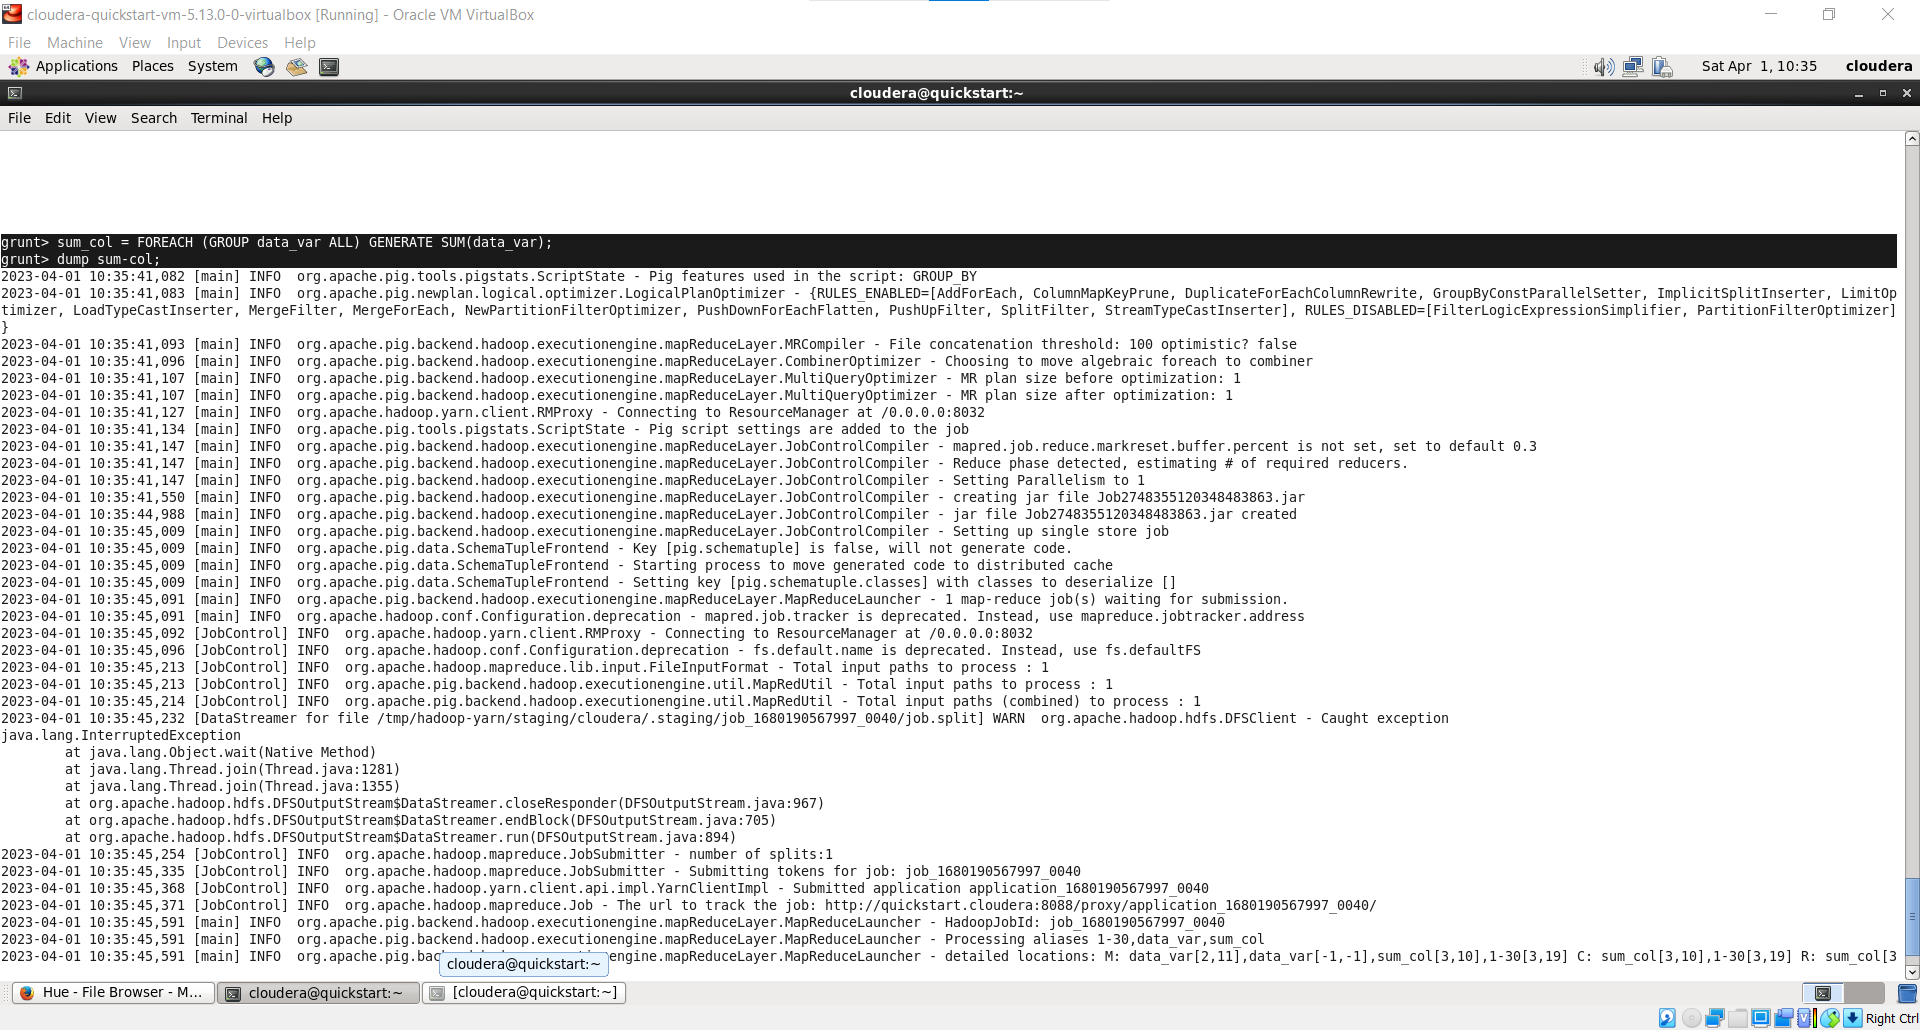 cloudera-quickstart-vm-5.13.0-0-virtualbox [Running] - Oracle VM VirtualBox
File Machine View Input Devices Help
Applications Places System Sat Apr 1, 10:35 cloudera
cloudera@quickstart:~
File Edit View Search Terminal Help
grunt> sum_col = FOREACH (GROUP data_var ALL) GENERATE SUM(data_var);
grunt> dump sum-col;
2023-04-01 10:35:41,082 [main] INFO  org.apache.pig.tools.pigstats.ScriptState - Pig features used in the script: GROUP_BY
2023-04-01 10:35:41,083 [main] INFO  org.apache.pig.newplan.logical.optimizer.LogicalPlanOptimizer - {RULES_ENABLED=[AddForEach, ColumnMapKeyPrune, DuplicateForEachColumnRewrite, GroupByConstParallelSetter, ImplicitSplitInserter, LimitOp
timizer, LoadTypeCastInserter, MergeFilter, MergeForEach, NewPartitionFilterOptimizer, PushDownForEachFlatten, PushUpFilter, SplitFilter, StreamTypeCastInserter], RULES_DISABLED=[FilterLogicExpressionSimplifier, PartitionFilterOptimizer]
}
2023-04-01 10:35:41,093 [main] INFO  org.apache.pig.backend.hadoop.executionengine.mapReduceLayer.MRCompiler - File concatenation threshold: 100 optimistic? false
2023-04-01 10:35:41,096 [main] INFO  org.apache.pig.backend.hadoop.executionengine.mapReduceLayer.CombinerOptimizer - Choosing to move algebraic foreach to combiner
2023-04-01 10:35:41,107 [main] INFO  org.apache.pig.backend.hadoop.executionengine.mapReduceLayer.MultiQueryOptimizer - MR plan size before optimization: 1
2023-04-01 10:35:41,107 [main] INFO  org.apache.pig.backend.hadoop.executionengine.mapReduceLayer.MultiQueryOptimizer - MR plan size after optimization: 1
2023-04-01 10:35:41,127 [main] INFO  org.apache.hadoop.yarn.client.RMProxy - Connecting to ResourceManager at /0.0.0.0:8032
2023-04-01 10:35:41,134 [main] INFO  org.apache.pig.tools.pigstats.ScriptState - Pig script settings are added to the job
2023-04-01 10:35:41,147 [main] INFO  org.apache.pig.backend.hadoop.executionengine.mapReduceLayer.JobControlCompiler - mapred.job.reduce.markreset.buffer.percent is not set, set to default 0.3
2023-04-01 10:35:41,147 [main] INFO  org.apache.pig.backend.hadoop.executionengine.mapReduceLayer.JobControlCompiler - Reduce phase detected, estimating # of required reducers.
2023-04-01 10:35:41,147 [main] INFO  org.apache.pig.backend.hadoop.executionengine.mapReduceLayer.JobControlCompiler - Setting Parallelism to 1
2023-04-01 10:35:41,550 [main] INFO  org.apache.pig.backend.hadoop.executionengine.mapReduceLayer.JobControlCompiler - creating jar file Job2748355120348483863.jar
2023-04-01 10:35:44,988 [main] INFO  org.apache.pig.backend.hadoop.executionengine.mapReduceLayer.JobControlCompiler - jar file Job2748355120348483863.jar created
2023-04-01 10:35:45,009 [main] INFO  org.apache.pig.backend.hadoop.executionengine.mapReduceLayer.JobControlCompiler - Setting up single store job
2023-04-01 10:35:45,009 [main] INFO  org.apache.pig.data.SchemaTupleFrontend - Key [pig.schematuple] is false, will not generate code.
2023-04-01 10:35:45,009 [main] INFO  org.apache.pig.data.SchemaTupleFrontend - Starting process to move generated code to distributed cache
2023-04-01 10:35:45,009 [main] INFO  org.apache.pig.data.SchemaTupleFrontend - Setting key [pig.schematuple.classes] with classes to deserialize []
2023-04-01 10:35:45,091 [main] INFO  org.apache.pig.backend.hadoop.executionengine.mapReduceLayer.MapReduceLauncher - 1 map-reduce job(s) waiting for submission.
2023-04-01 10:35:45,091 [main] INFO  org.apache.hadoop.conf.Configuration.deprecation - mapred.job.tracker is deprecated. Instead, use mapreduce.jobtracker.address
2023-04-01 10:35:45,092 [JobControl] INFO  org.apache.hadoop.yarn.client.RMProxy - Connecting to ResourceManager at /0.0.0.0:8032
2023-04-01 10:35:45,096 [JobControl] INFO  org.apache.hadoop.conf.Configuration.deprecation - fs.default.name is deprecated. Instead, use fs.defaultFS
2023-04-01 10:35:45,213 [JobControl] INFO  org.apache.hadoop.mapreduce.lib.input.FileInputFormat - Total input paths to process : 1
2023-04-01 10:35:45,213 [JobControl] INFO  org.apache.pig.backend.hadoop.executionengine.util.MapRedUtil - Total input paths to process : 1
2023-04-01 10:35:45,214 [JobControl] INFO  org.apache.pig.backend.hadoop.executionengine.util.MapRedUtil - Total input paths (combined) to process : 1
2023-04-01 10:35:45,232 [DataStreamer for file /tmp/hadoop-yarn/staging/cloudera/.staging/job_1680190567997_0040/job.split] WARN  org.apache.hadoop.hdfs.DFSClient - Caught exception
java.lang.InterruptedException
at java.lang.Object.wait(Native Method)
at java.lang.Thread.join(Thread.java:1281)
at java.lang.Thread.join(Thread.java:1355)
at org.apache.hadoop.hdfs.DFSOutputStream$DataStreamer.closeResponder(DFSOutputStream.java:967)
at org.apache.hadoop.hdfs.DFSOutputStream$DataStreamer.endBlock(DFSOutputStream.java:705)
at org.apache.hadoop.hdfs.DFSOutputStream$DataStreamer.run(DFSOutputStream.java:894)
2023-04-01 10:35:45,254 [JobControl] INFO  org.apache.hadoop.mapreduce.JobSubmitter - number of splits:1
2023-04-01 10:35:45,335 [JobControl] INFO  org.apache.hadoop.mapreduce.JobSubmitter - Submitting tokens for job: job_1680190567997_0040
2023-04-01 10:35:45,368 [JobControl] INFO  org.apache.hadoop.yarn.client.api.impl.YarnClientImpl - Submitted application application_1680190567997_0040
2023-04-01 10:35:45,371 [JobControl] INFO  org.apache.hadoop.mapreduce.Job - The url to track the job: http://quickstart.cloudera:8088/proxy/application_1680190567997_0040/
2023-04-01 10:35:45,591 [main] INFO  org.apache.pig.backend.hadoop.executionengine.mapReduceLayer.MapReduceLauncher - HadoopJobId: job_1680190567997_0040
2023-04-01 10:35:45,591 [main] INFO  org.apache.pig.backend.hadoop.executionengine.mapReduceLayer.MapReduceLauncher - Processing aliases 1-30,data_var,sum_col
2023-04-01 10:35:45,591 [main] INFO  org.apache.pig.bac engine.mapReduceLayer.MapReduceLauncher - detailed locations: M: data_var[2,11],data_var[-1,-1],sum_col[3,10],1-30[3,19] C: sum_col[3,10],1-30[3,19] R: sum_col[3
cloudera@quickstart:~
Hue - File Browser - M... cloudera@quickstart:~ [cloudera@quickstart:~]
Right Ctrl